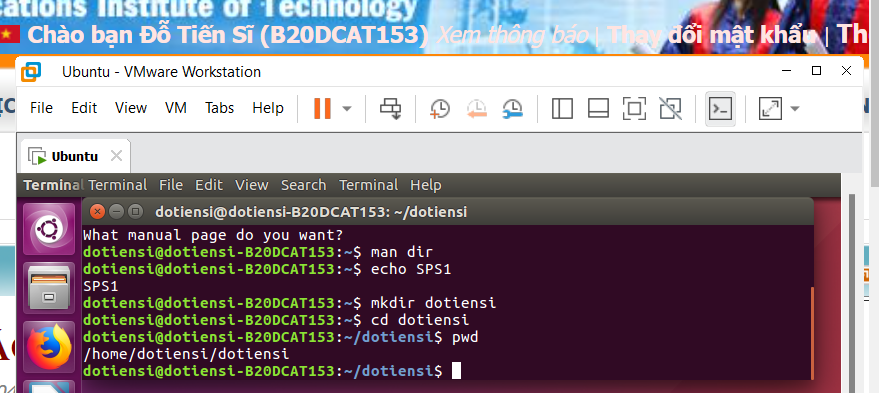 cations Institute of Technology
Chào bạn Đỗ Tiến Sĩ (B20DCAT153) Xem thông báo | Thay đổi mật khẩu | Th
Ubuntu - VMware Workstation
File Edit View VM Tabs Help
Ubuntu
Terminal Terminal File Edit View Search Terminal Help
dotiensi@dotiensi-B20DCAT153: ~/dotiensi
What manual page do you want?
dotiensi@dotiensi-B20DCAT153:~$ man dir
dotiensi@dotiensi-B20DCAT153:~$ echo SPS1
SPS1
dotiensi@dotiensi-B20DCAT153:~$ mkdir dotiensi
dotiensi@dotiensi-B20DCAT153:~$ cd dotiensi
dotiensi@dotiensi-B20DCAT153:~/dotiensi$ pwd
/home/dotiensi/dotiensi
dotiensi@dotiensi-B20DCAT153:~/dotiensi$